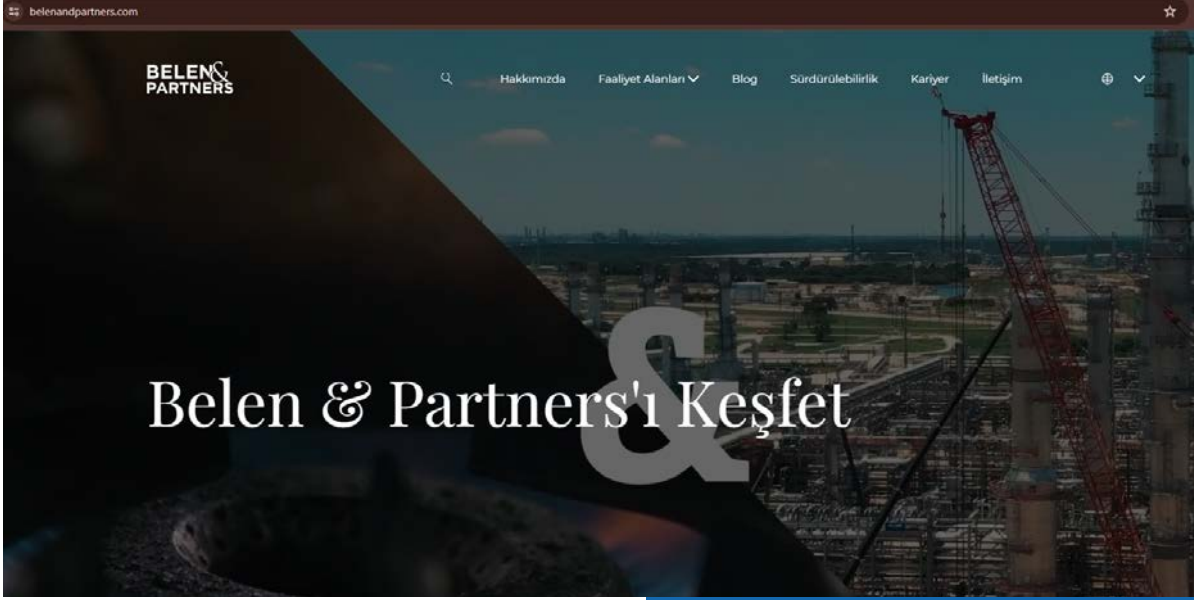 belenandpartners.com
BELEN&
PARTNERS
Hakkımızda Faaliyet Alanları Blog Sürdürülebilirlik Kariyer İletişim
&
Belen & Partners'ı Keşfet